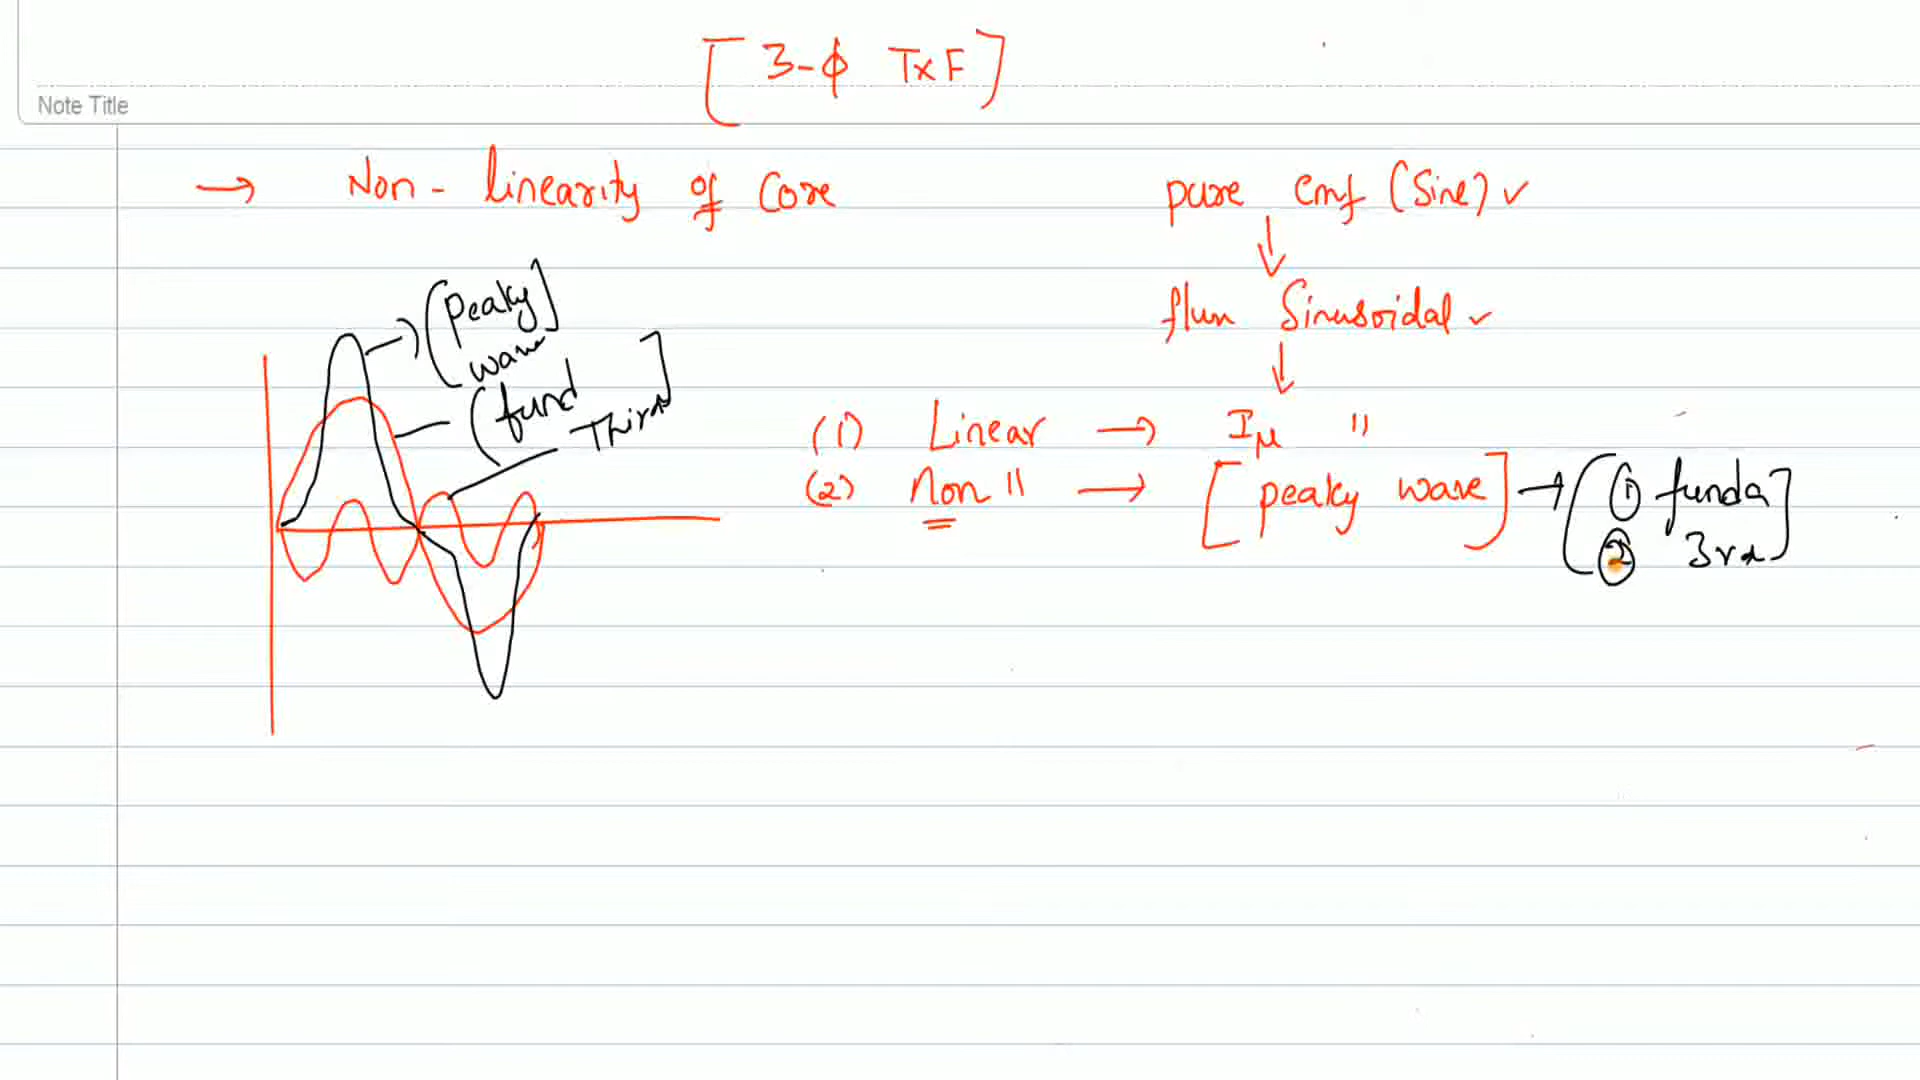 [ 3-ϕ TxF ]
Note Title
→ Non - linearity of Core
pure emf (Sine) ✓
↓
flux Sinusoidal ✓
↓
(Peaky]
wave
(fund
Third]
(1) Linear → Iμ "
(2) Non " → [peaky wave] → (① funda]
② 3rd